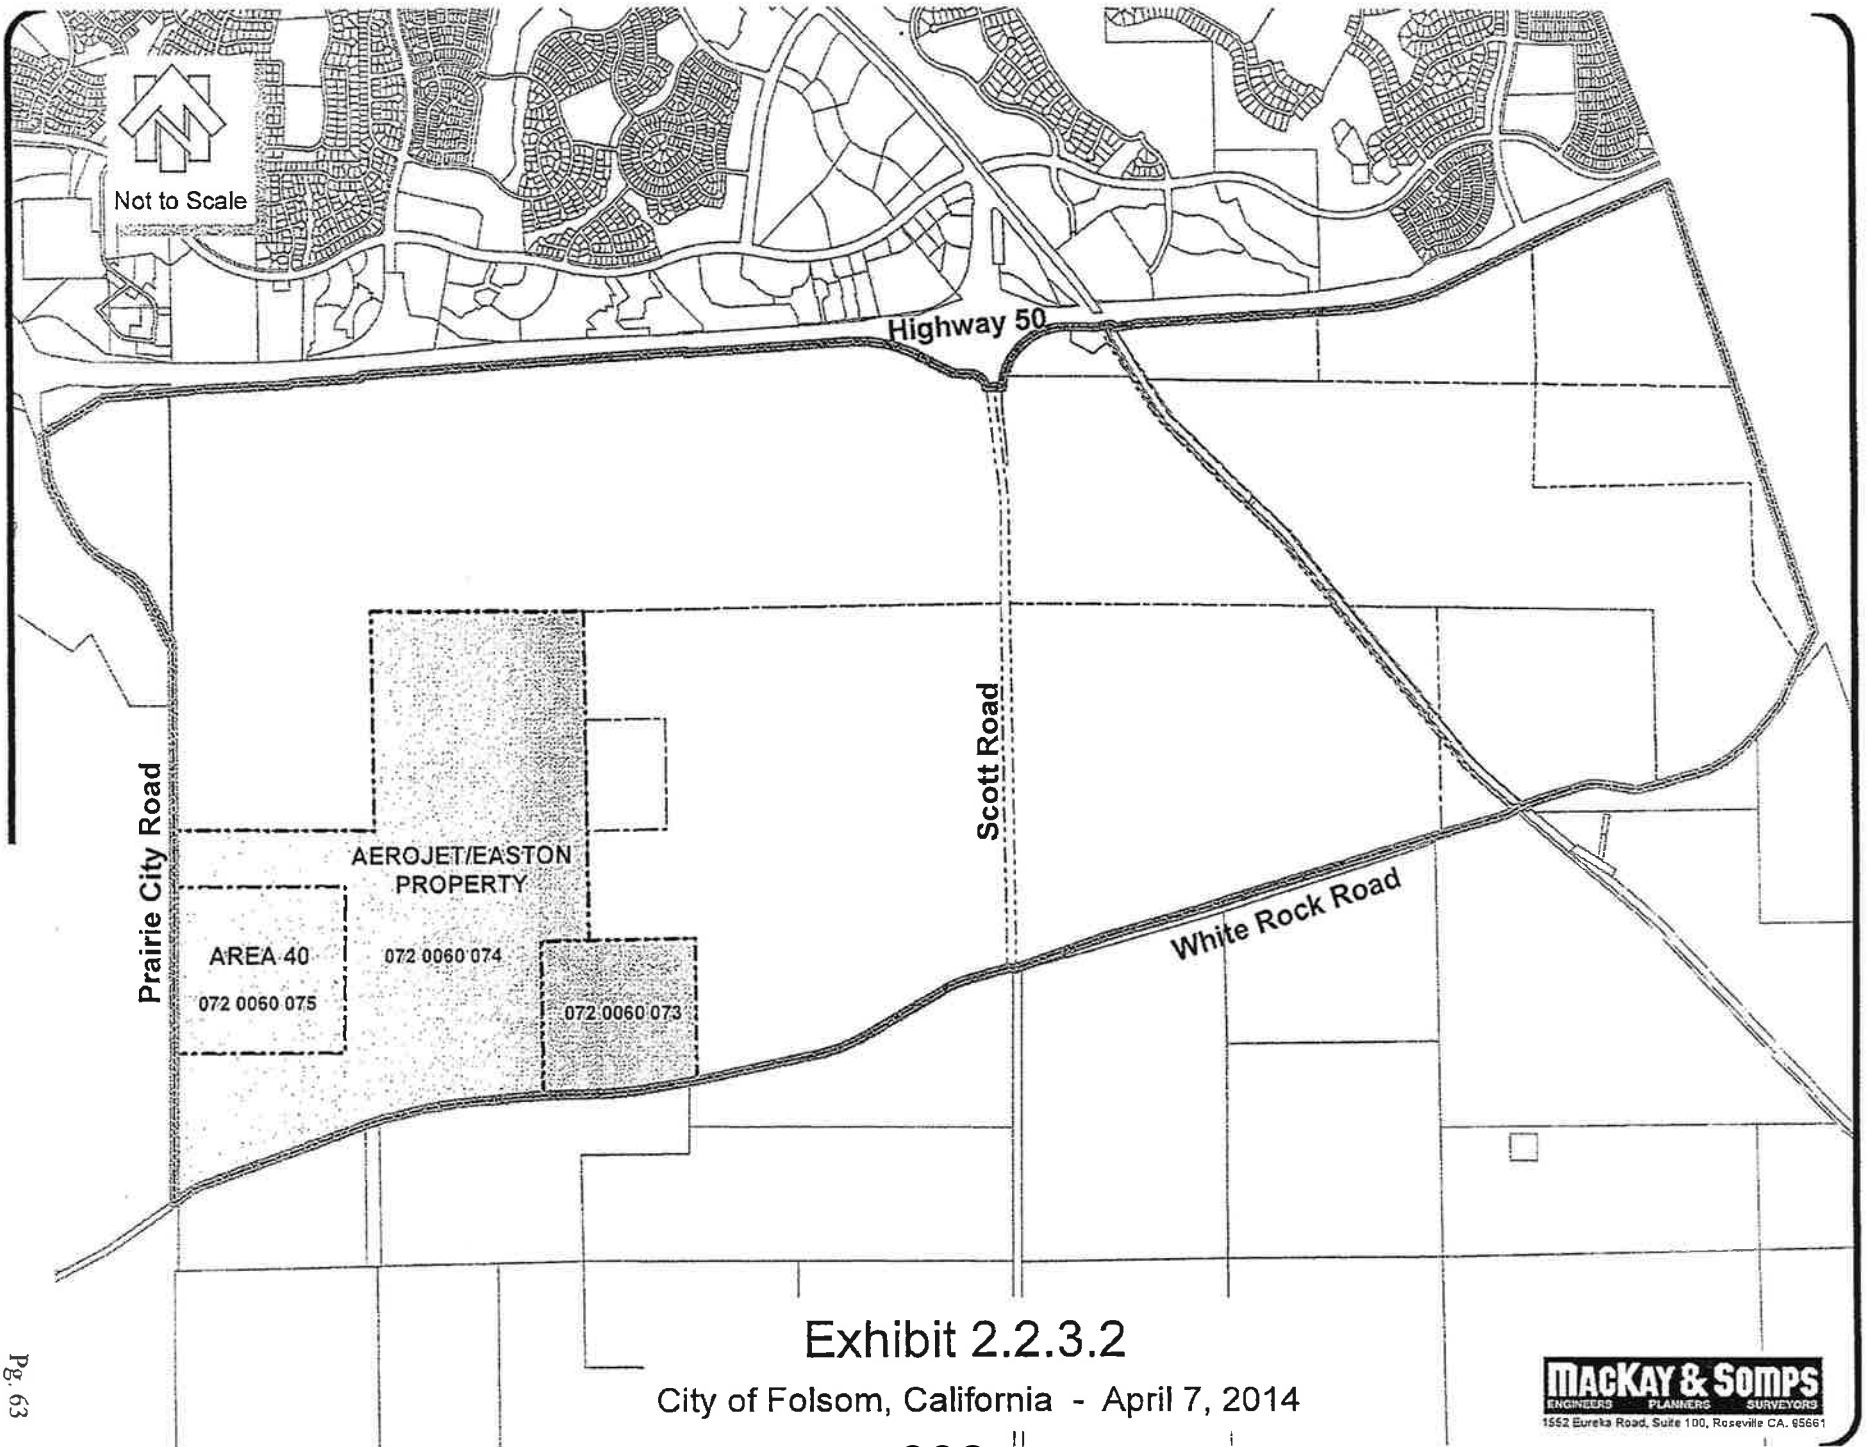 Not to Scale
Highway 50
Scott Road
Prairie City Road
AEROJET/EASTON
PROPERTY
AREA 40
072 0060 074
072 0060 075
072 0060 073
White Rock Road
Exhibit 2.2.3.2
City of Folsom, California - April 7, 2014
MACKAY & SOMPS
ENGINEERS PLANNERS SURVEYORS
1552 Eureka Road, Suite 100, Roseville CA. 95661
Pg. 63